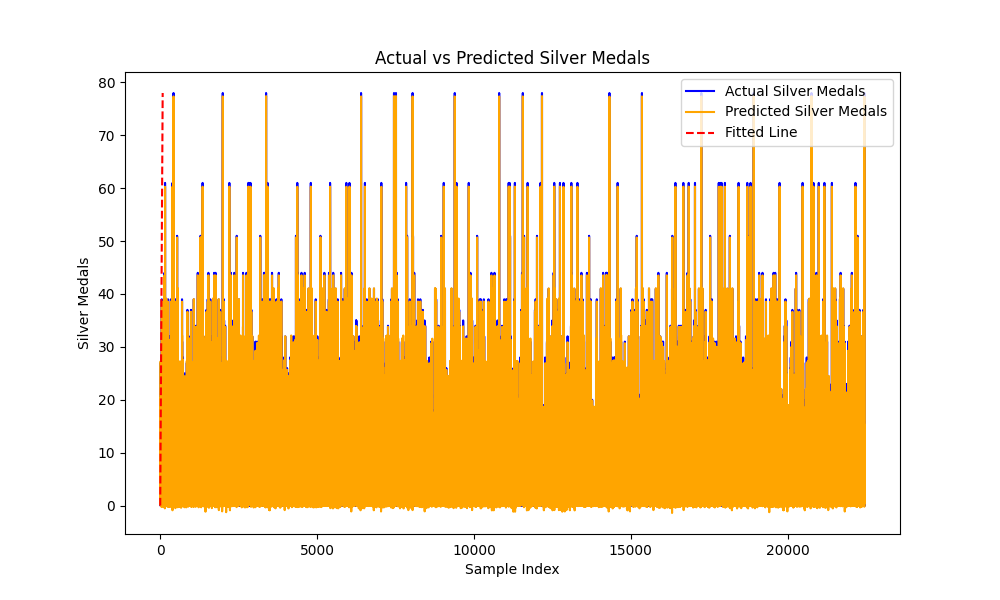 Actual vs Predicted Silver Medals
Actual Silver Medals
Predicted Silver Medals
Fitted Line
80
70
60
50
40
30
20
10
0
Silver Medals
0
5000
10000
15000
20000
Sample Index